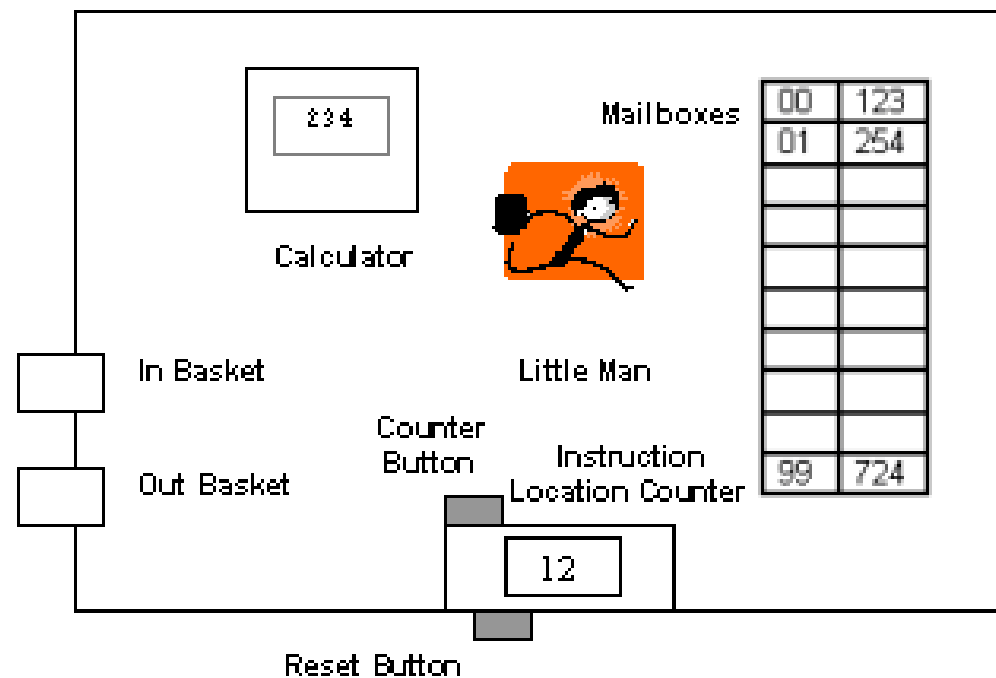 234
Calculator
Mailboxes
00 123
01 254
99 724
In Basket
Little Man
Out Basket
Counter
Button
Instruction
Location Counter
12
Reset Button